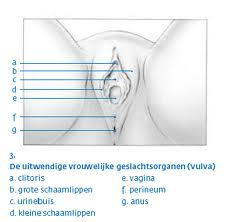 a
b
c
d
e
f
g
3.
De uitwendige vrouwelijke geslachtsorganen (vulva)
a. clitoris e. vagina
b. grote schaamlippen f. perineum
c. urinebuis g. anus
d. kleine schaamlippen